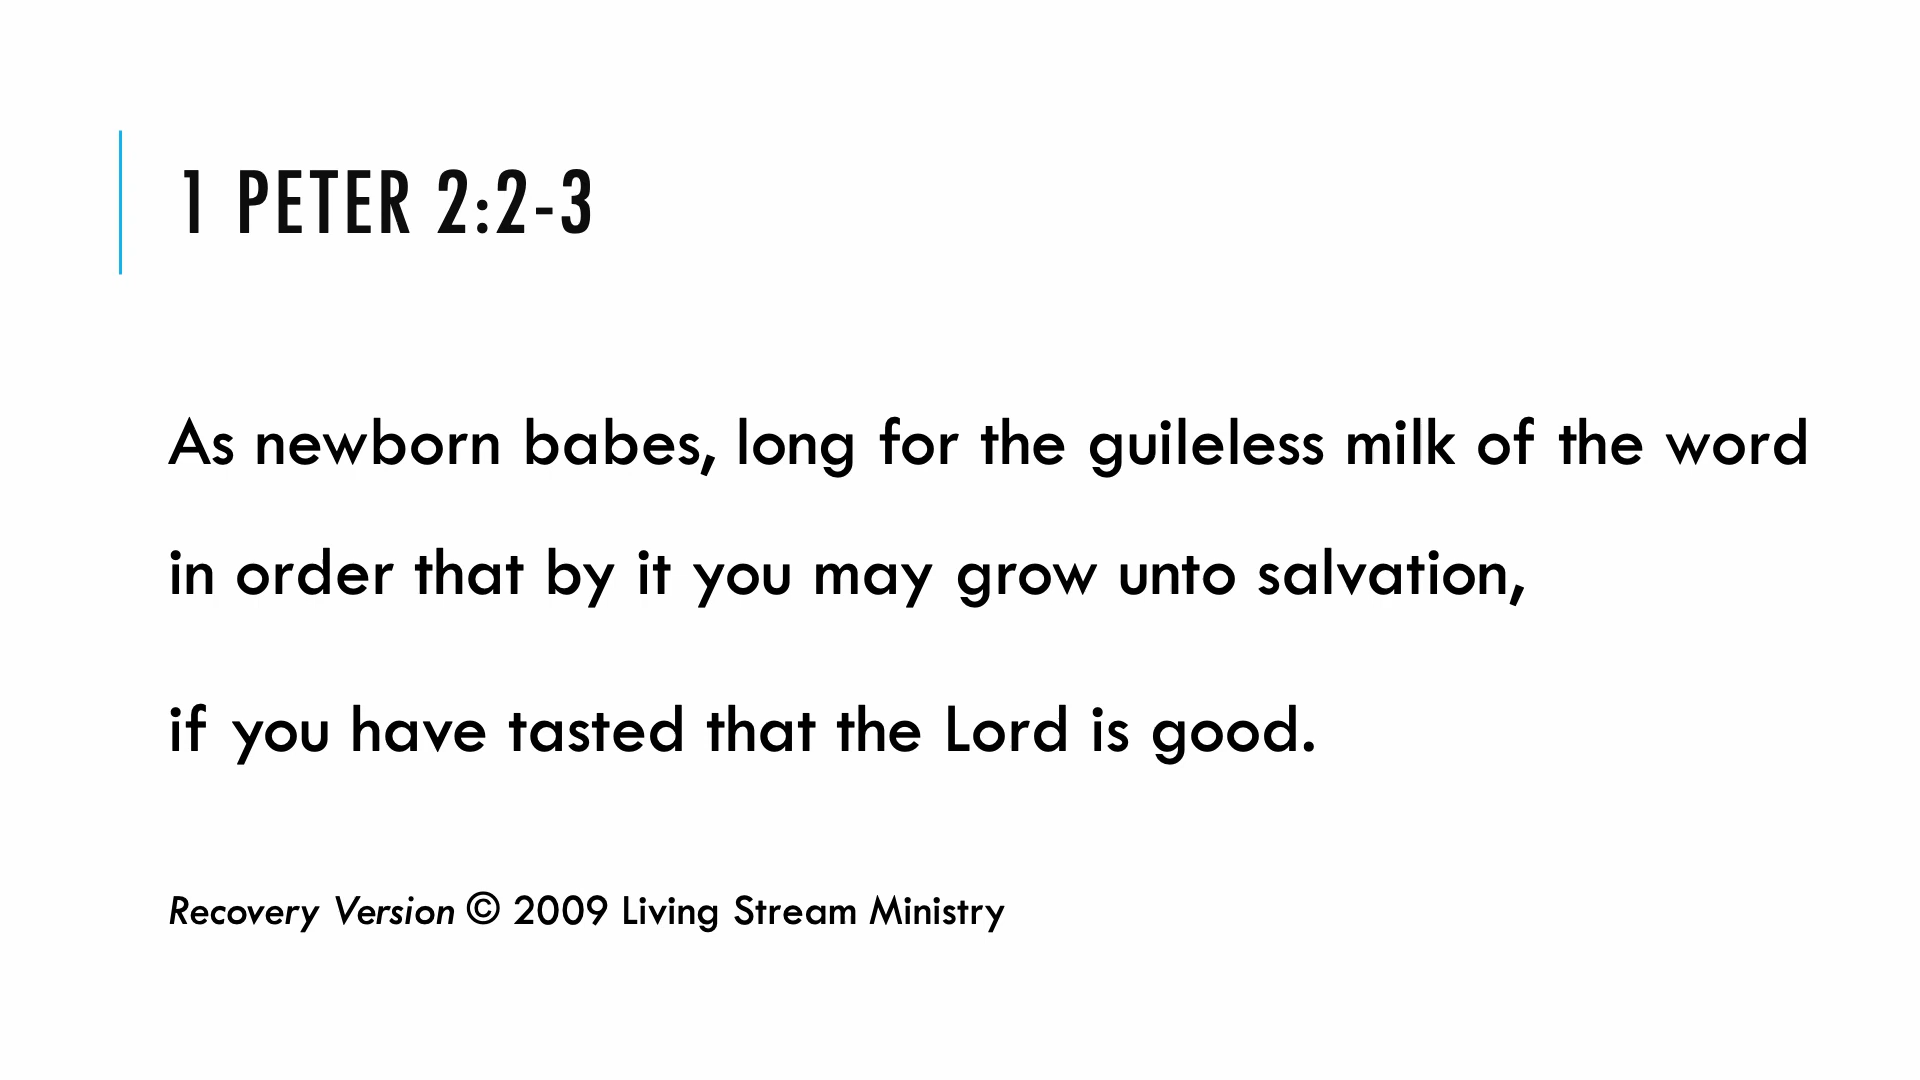 1 PETER 2:2-3
As newborn babes, long for the guileless milk of the word
in order that by it you may grow unto salvation,
if you have tasted that the Lord is good.
Recovery Version © 2009 Living Stream Ministry